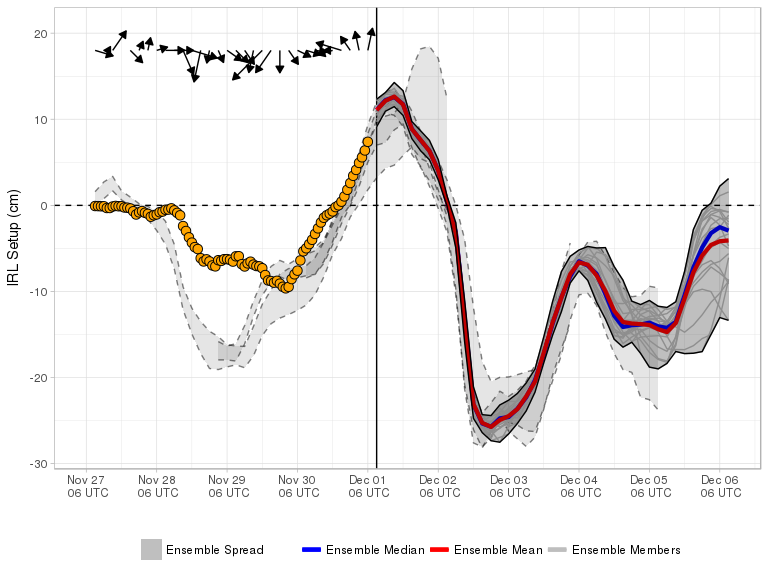 IRL Setup (cm)
20
10
0
-10
-20
-30
Nov 27 Nov 28 Nov 29 Nov 30 Dec 01 Dec 02 Dec 03 Dec 04 Dec 05 Dec 06
06 UTC 06 UTC 06 UTC 06 UTC 06 UTC 06 UTC 06 UTC 06 UTC 06 UTC 06 UTC
Ensemble Spread Ensemble Median Ensemble Mean Ensemble Members